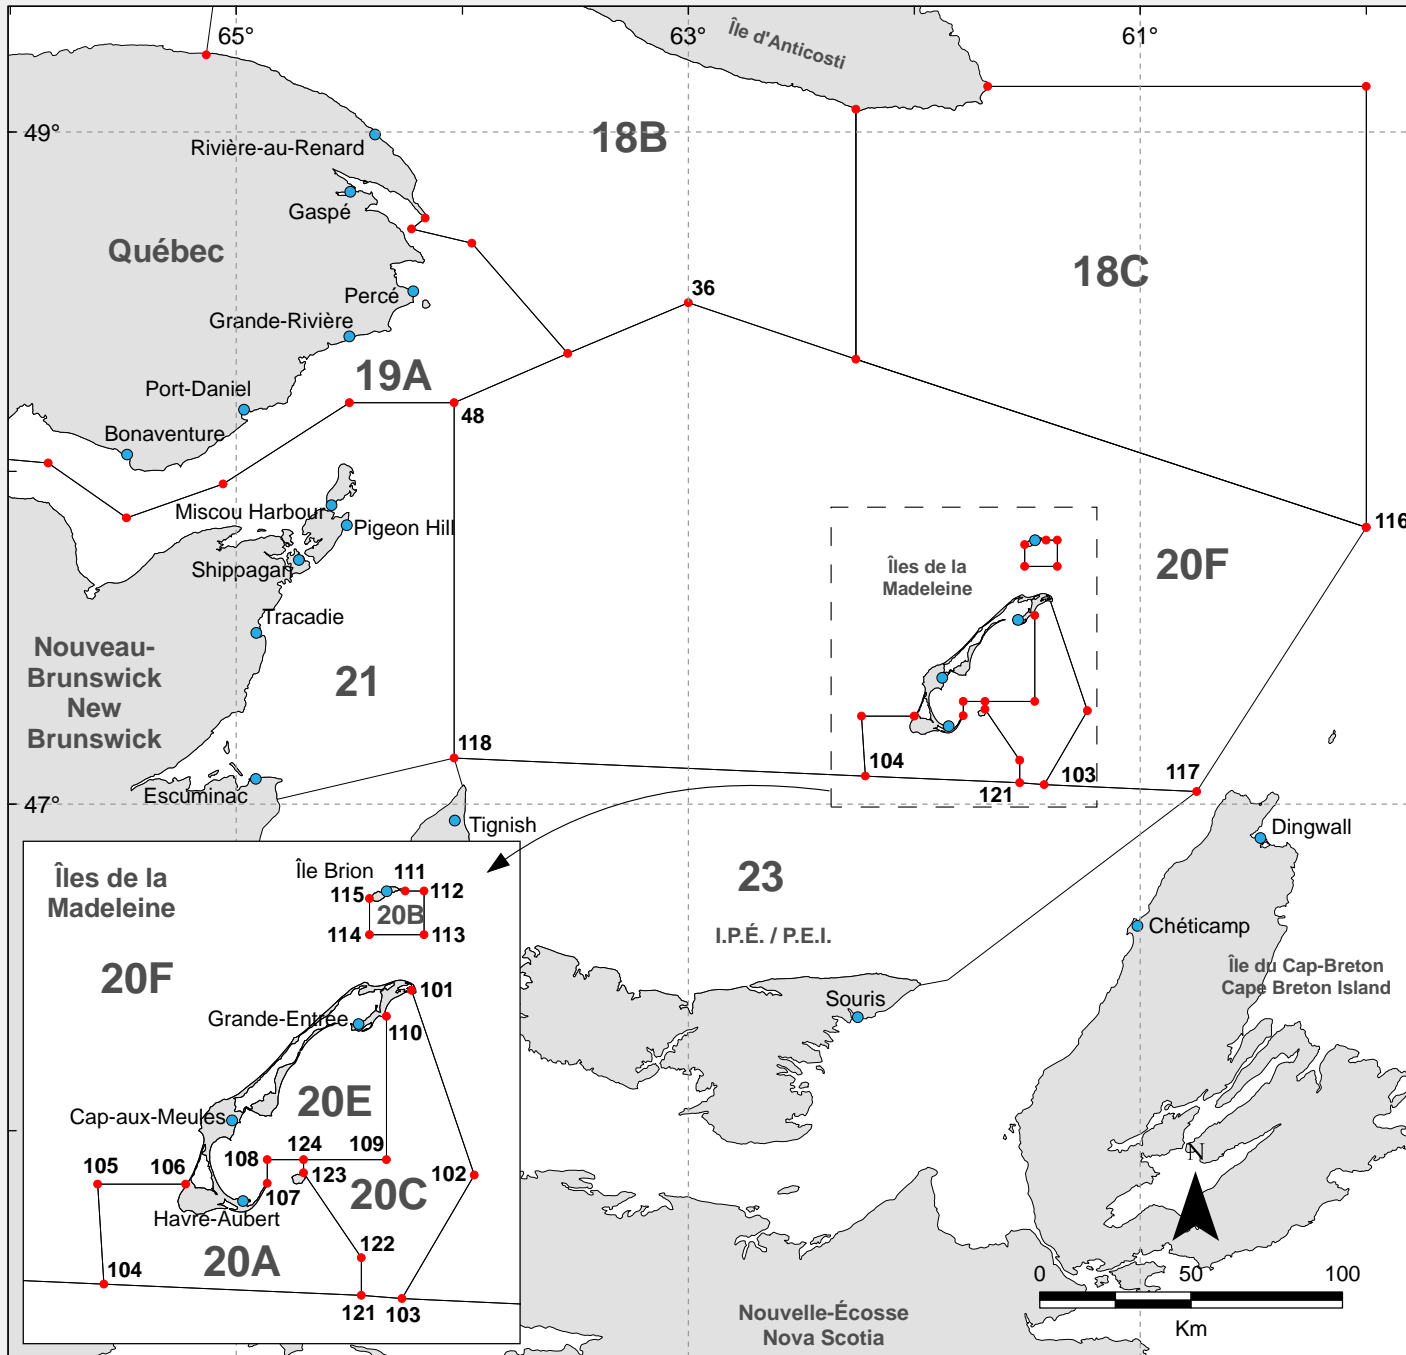 65°
63°
61°
Île d'Anticosti
49°
18B
Rivière-au-Renard
Gaspé
Québec
18C
Percé
36
Grande-Rivière
19A
Port-Daniel
48
Bonaventure
Miscou Harbour
Pigeon Hill
116
Shippagan
Îles de la
Madeleine
20F
Tracadie
Nouveau-
Brunswick
New
Brunswick
21
118
104
103
117
121
Escuminac
47°
Tignish
Dingwall
23
I.P.É. / P.E.I.
Chéticamp
Île du Cap-Breton
Cape Breton Island
Souris
Îles de la
Madeleine
Île Brion
111
115
112
20B
114
113
20F
101
Grande-Entrée
110
20E
Cap-aux-Meules
108
124
109
105
106
123
102
107
20C
Havre-Aubert
122
20A
104
121
103
N
0
50
100
Km
Nouvelle-Écosse
Nova Scotia